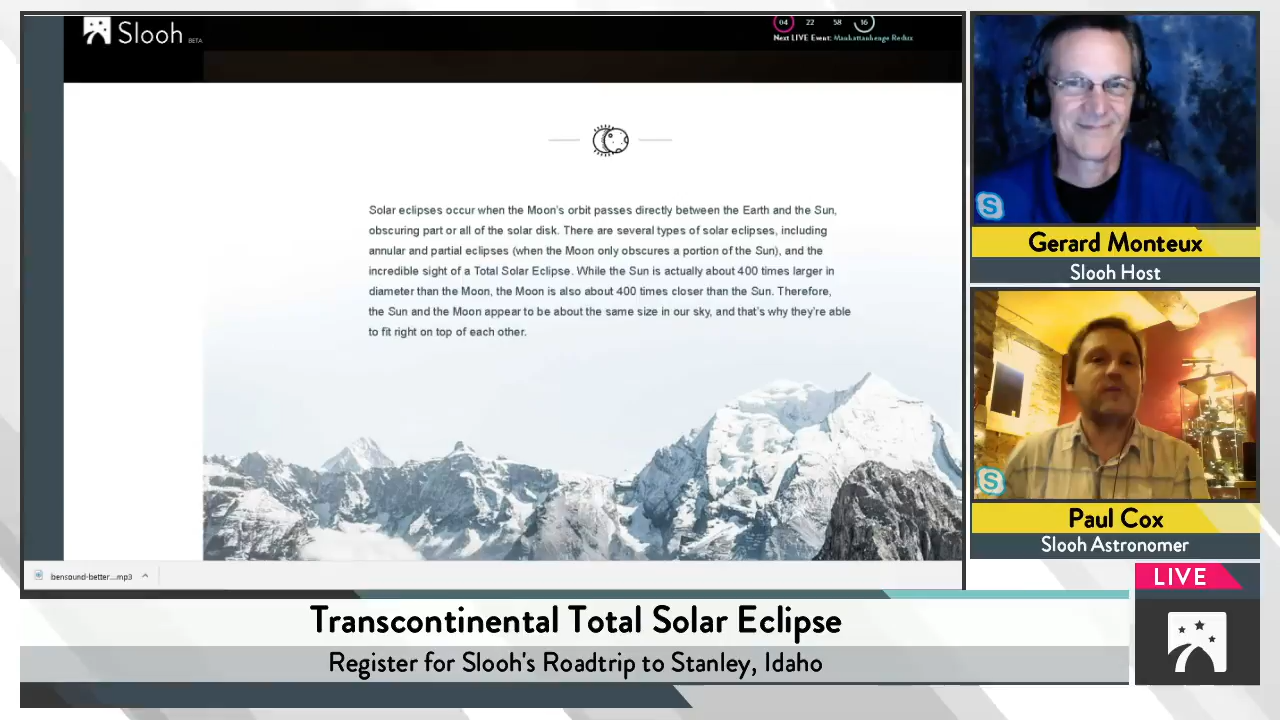 Slooh BETA
04 22 58 16
Next LIVE Event: Manhattanhenge Redux
Solar eclipses occur when the Moon's orbit passes directly between the Earth and the Sun,
obscuring part or all of the solar disk. There are several types of solar eclipses, including
annular and partial eclipses (when the Moon only obscures a portion of the Sun), and the
incredible sight of a Total Solar Eclipse. While the Sun is actually about 400 times larger in
diameter than the Moon, the Moon is also about 400 times closer than the Sun. Therefore,
the Sun and the Moon appear to be about the same size in our sky, and that's why they're able
to fit right on top of each other.
bensound-better...mp3
Gerard Monteux
Slooh Host
Paul Cox
Slooh Astronomer
LIVE
Transcontinental Total Solar Eclipse
Register for Slooh's Roadtrip to Stanley, Idaho